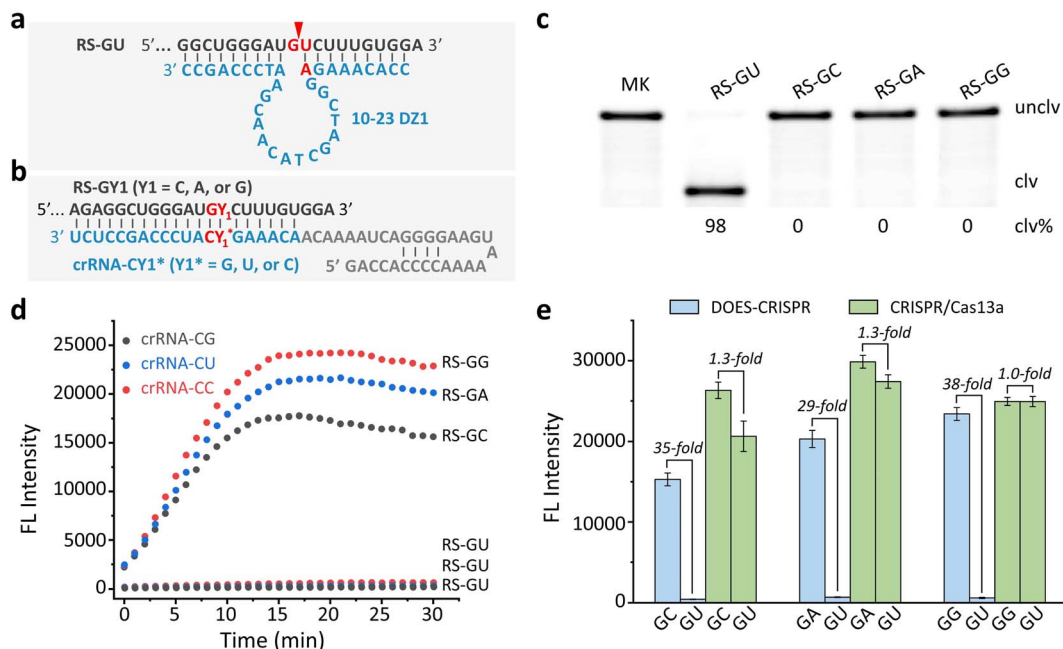 a
RS-GU 5′... GGCUGGGAUGUCUUUGUGGA 3′
3′ CCGACCCTA AGAAACACC
A G
G G
C C
A T
A A
C G
A C T
10-23 DZ1
b
RS-GY1 (Y1 = C, A, or G)
5′... AGAGGCUGGGAUGY1CUUUGUGGA 3′
3′ UCUCCGACCCUACY1*GAAACAACAAAAUCAGGGGAAGU
A
crRNA-CY1* (Y1* = G, U, or C) 5′ GACCACCCCAAAA
c
MK RS-GU RS-GC RS-GA RS-GG
unclv
clv
98 0 0 0 clv%
d
crRNA-CG
crRNA-CU
crRNA-CC
RS-GG
RS-GA
RS-GC
RS-GU
RS-GU
RS-GU
25000
20000
15000
10000
5000
0
0 5 10 15 20 25 30
Time (min)
FL Intensity
e
DOES-CRISPR CRISPR/Cas13a
30000
20000
10000
0
FL Intensity
35-fold 1.3-fold 29-fold 1.3-fold 38-fold 1.0-fold
GC GU GC GU GA GU GA GU GG GU GG GU